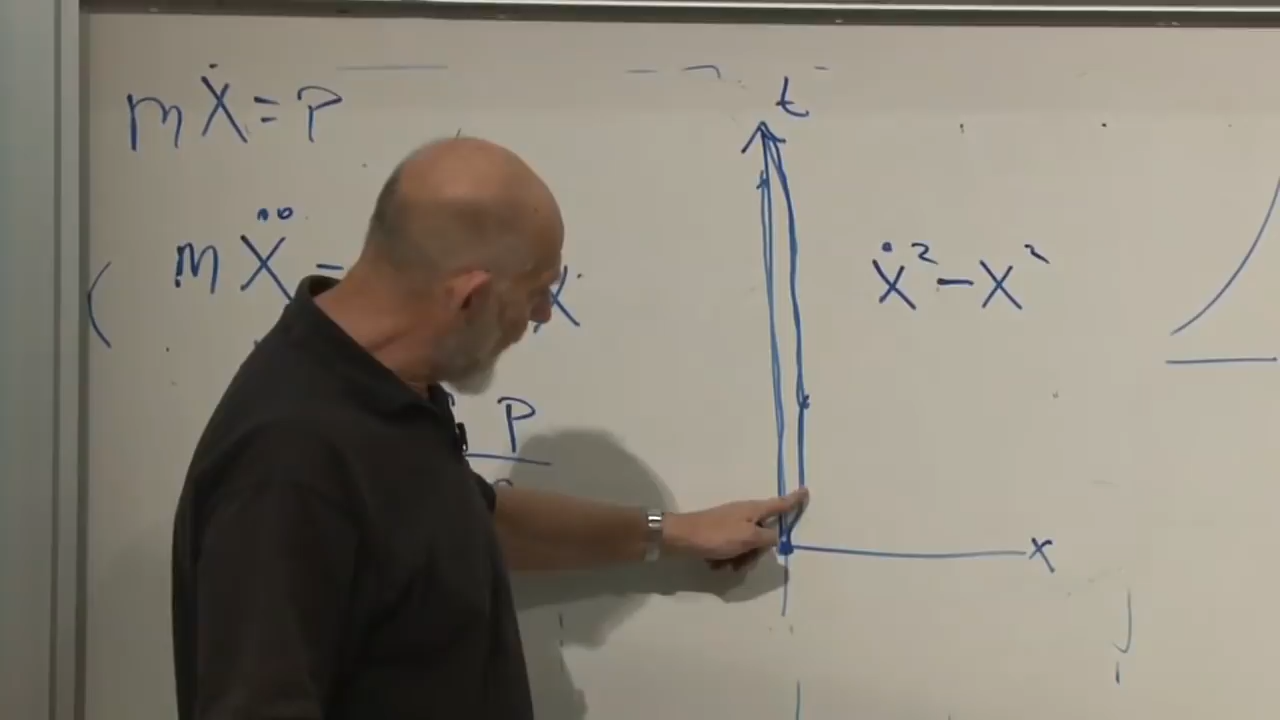 mẋ = P
t
( mẍ -
x
ẋ² - x²
P
x